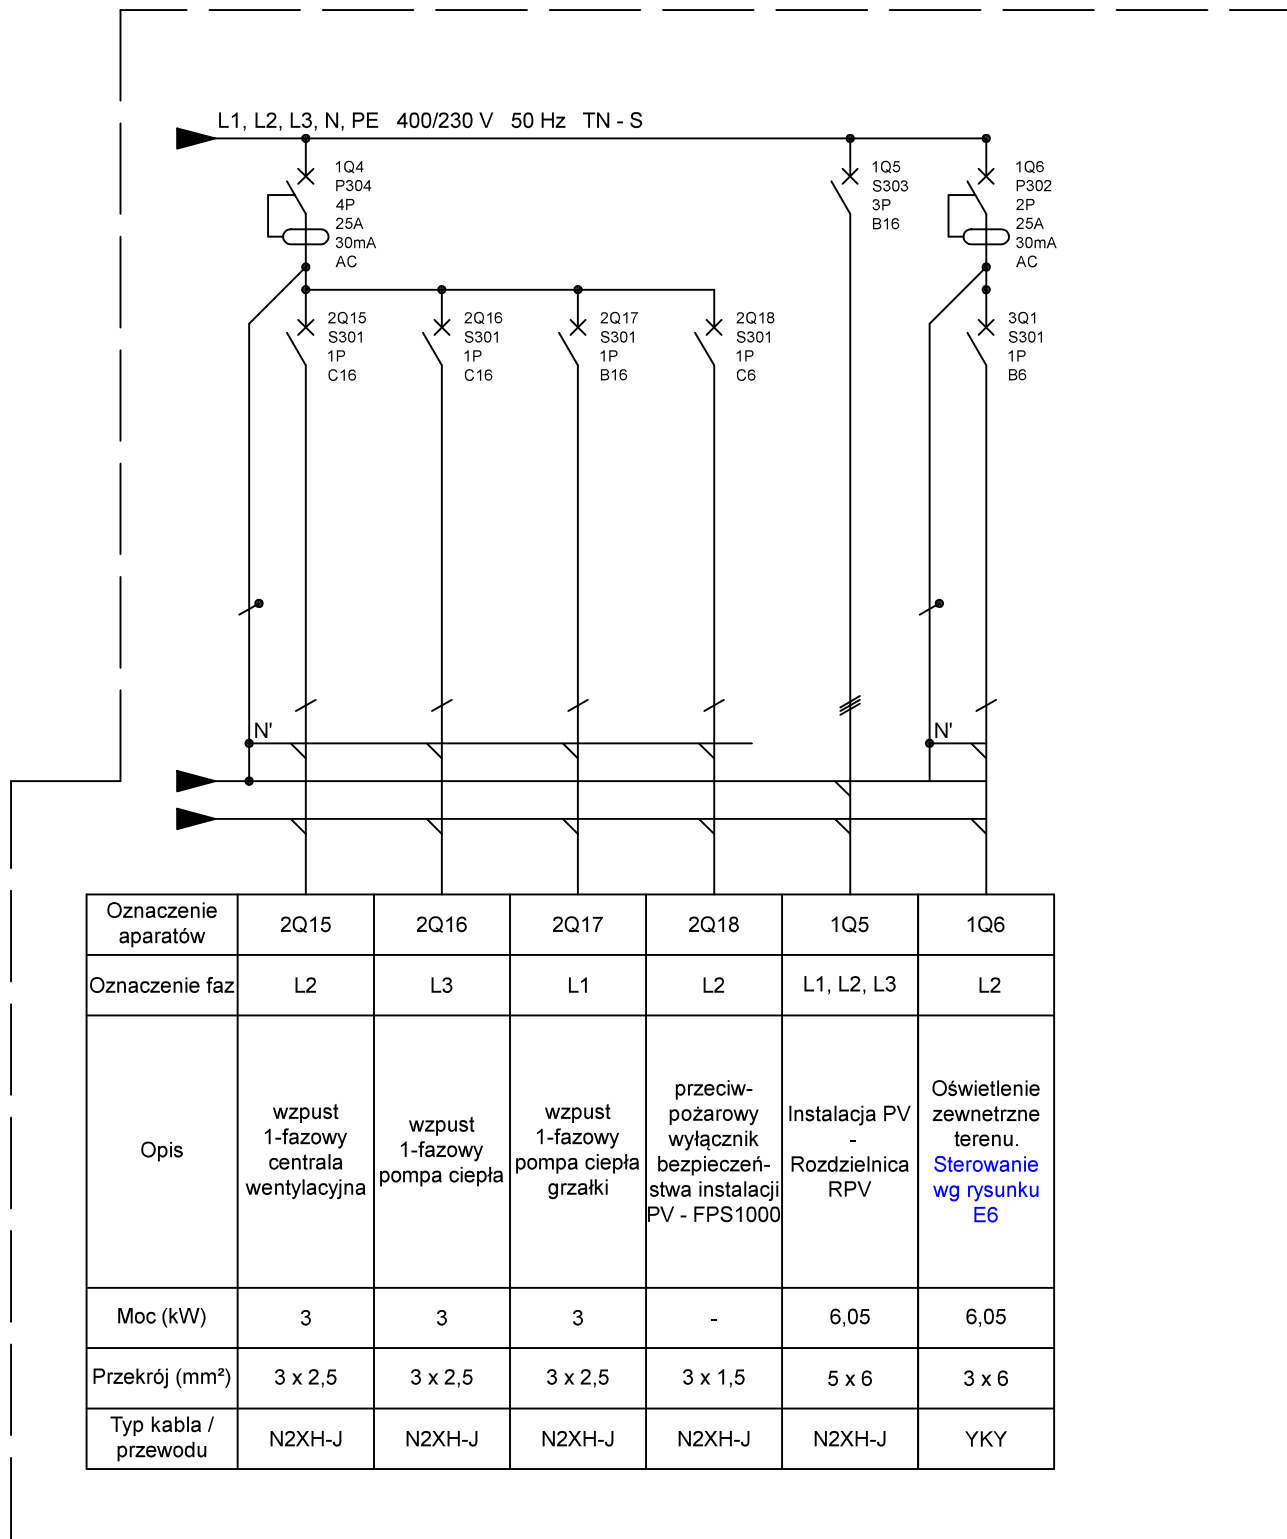 L1, L2, L3, N, PE 400/230 V 50 Hz TN - S
1Q4
P304
4P
25A
30mA
AC
1Q5
S303
3P
B16
1Q6
P302
2P
25A
30mA
AC
2Q15
S301
1P
C16
2Q16
S301
1P
C16
2Q17
S301
1P
B16
2Q18
S301
1P
C6
3Q1
S301
1P
B6
N'
N'
Oznaczenie
aparatów
2Q15
2Q16
2Q17
2Q18
1Q5
1Q6
Oznaczenie faz
L2
L3
L1
L2
L1, L2, L3
L2
Opis
wzpust
1-fazowy
centrala
wentylacyjna
wzpust
1-fazowy
pompa ciepła
wzpust
1-fazowy
pompa ciepła
grzałki
przeciw-
pożarowy
wyłącznik
bezpieczeń-
stwa instalacji
PV - FPS1000
Instalacja PV
-
Rozdzielnica
RPV
Oświetlenie
zewnetrzne
terenu.
Sterowanie
wg rysunku
E6
Moc (kW)
3
3
3
-
6,05
6,05
Przekrój (mm²)
3 x 2,5
3 x 2,5
3 x 2,5
3 x 1,5
5 x 6
3 x 6
Typ kabla /
przewodu
N2XH-J
N2XH-J
N2XH-J
N2XH-J
N2XH-J
YKY